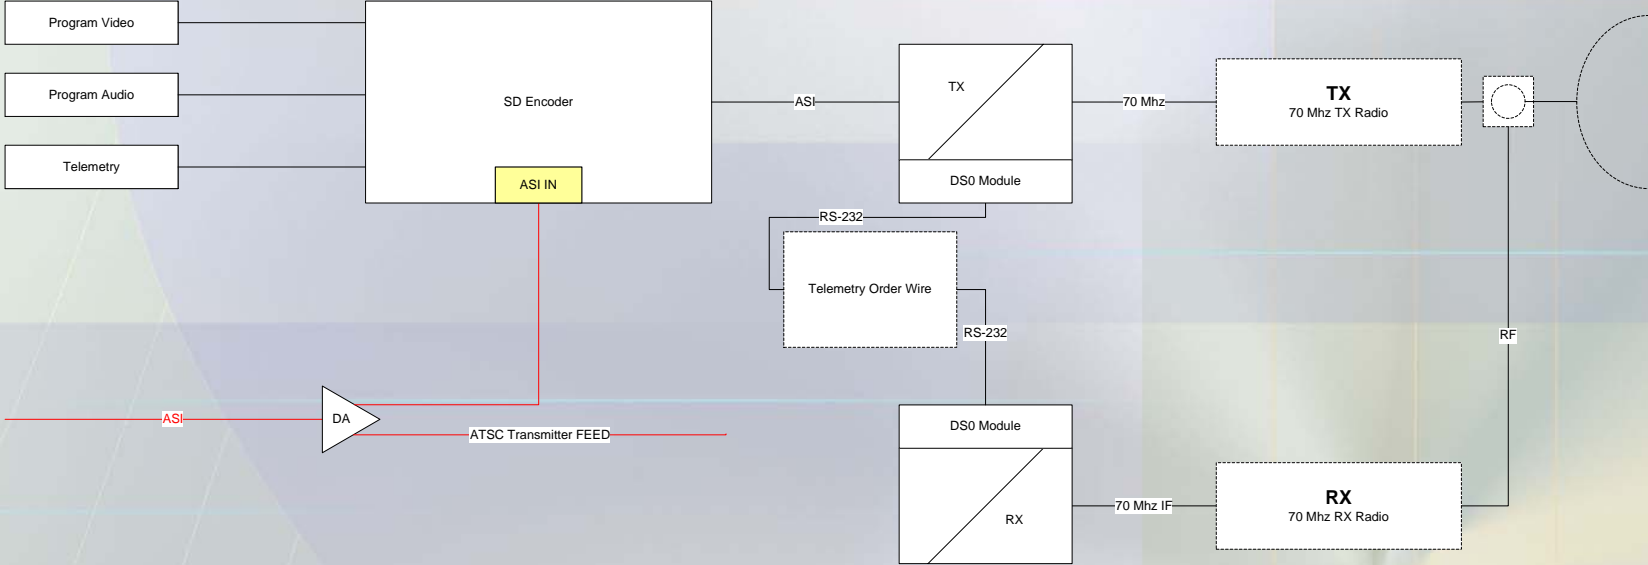 Program Video
Program Audio
Telemetry
SD Encoder
ASI IN
ASI
TX
DS0 Module
70 Mhz
TX
70 Mhz TX Radio
RS-232
Telemetry Order Wire
RS-232
RF
ASI
DA
ATSC Transmitter FEED
DS0 Module
RX
70 Mhz IF
RX
70 Mhz RX Radio